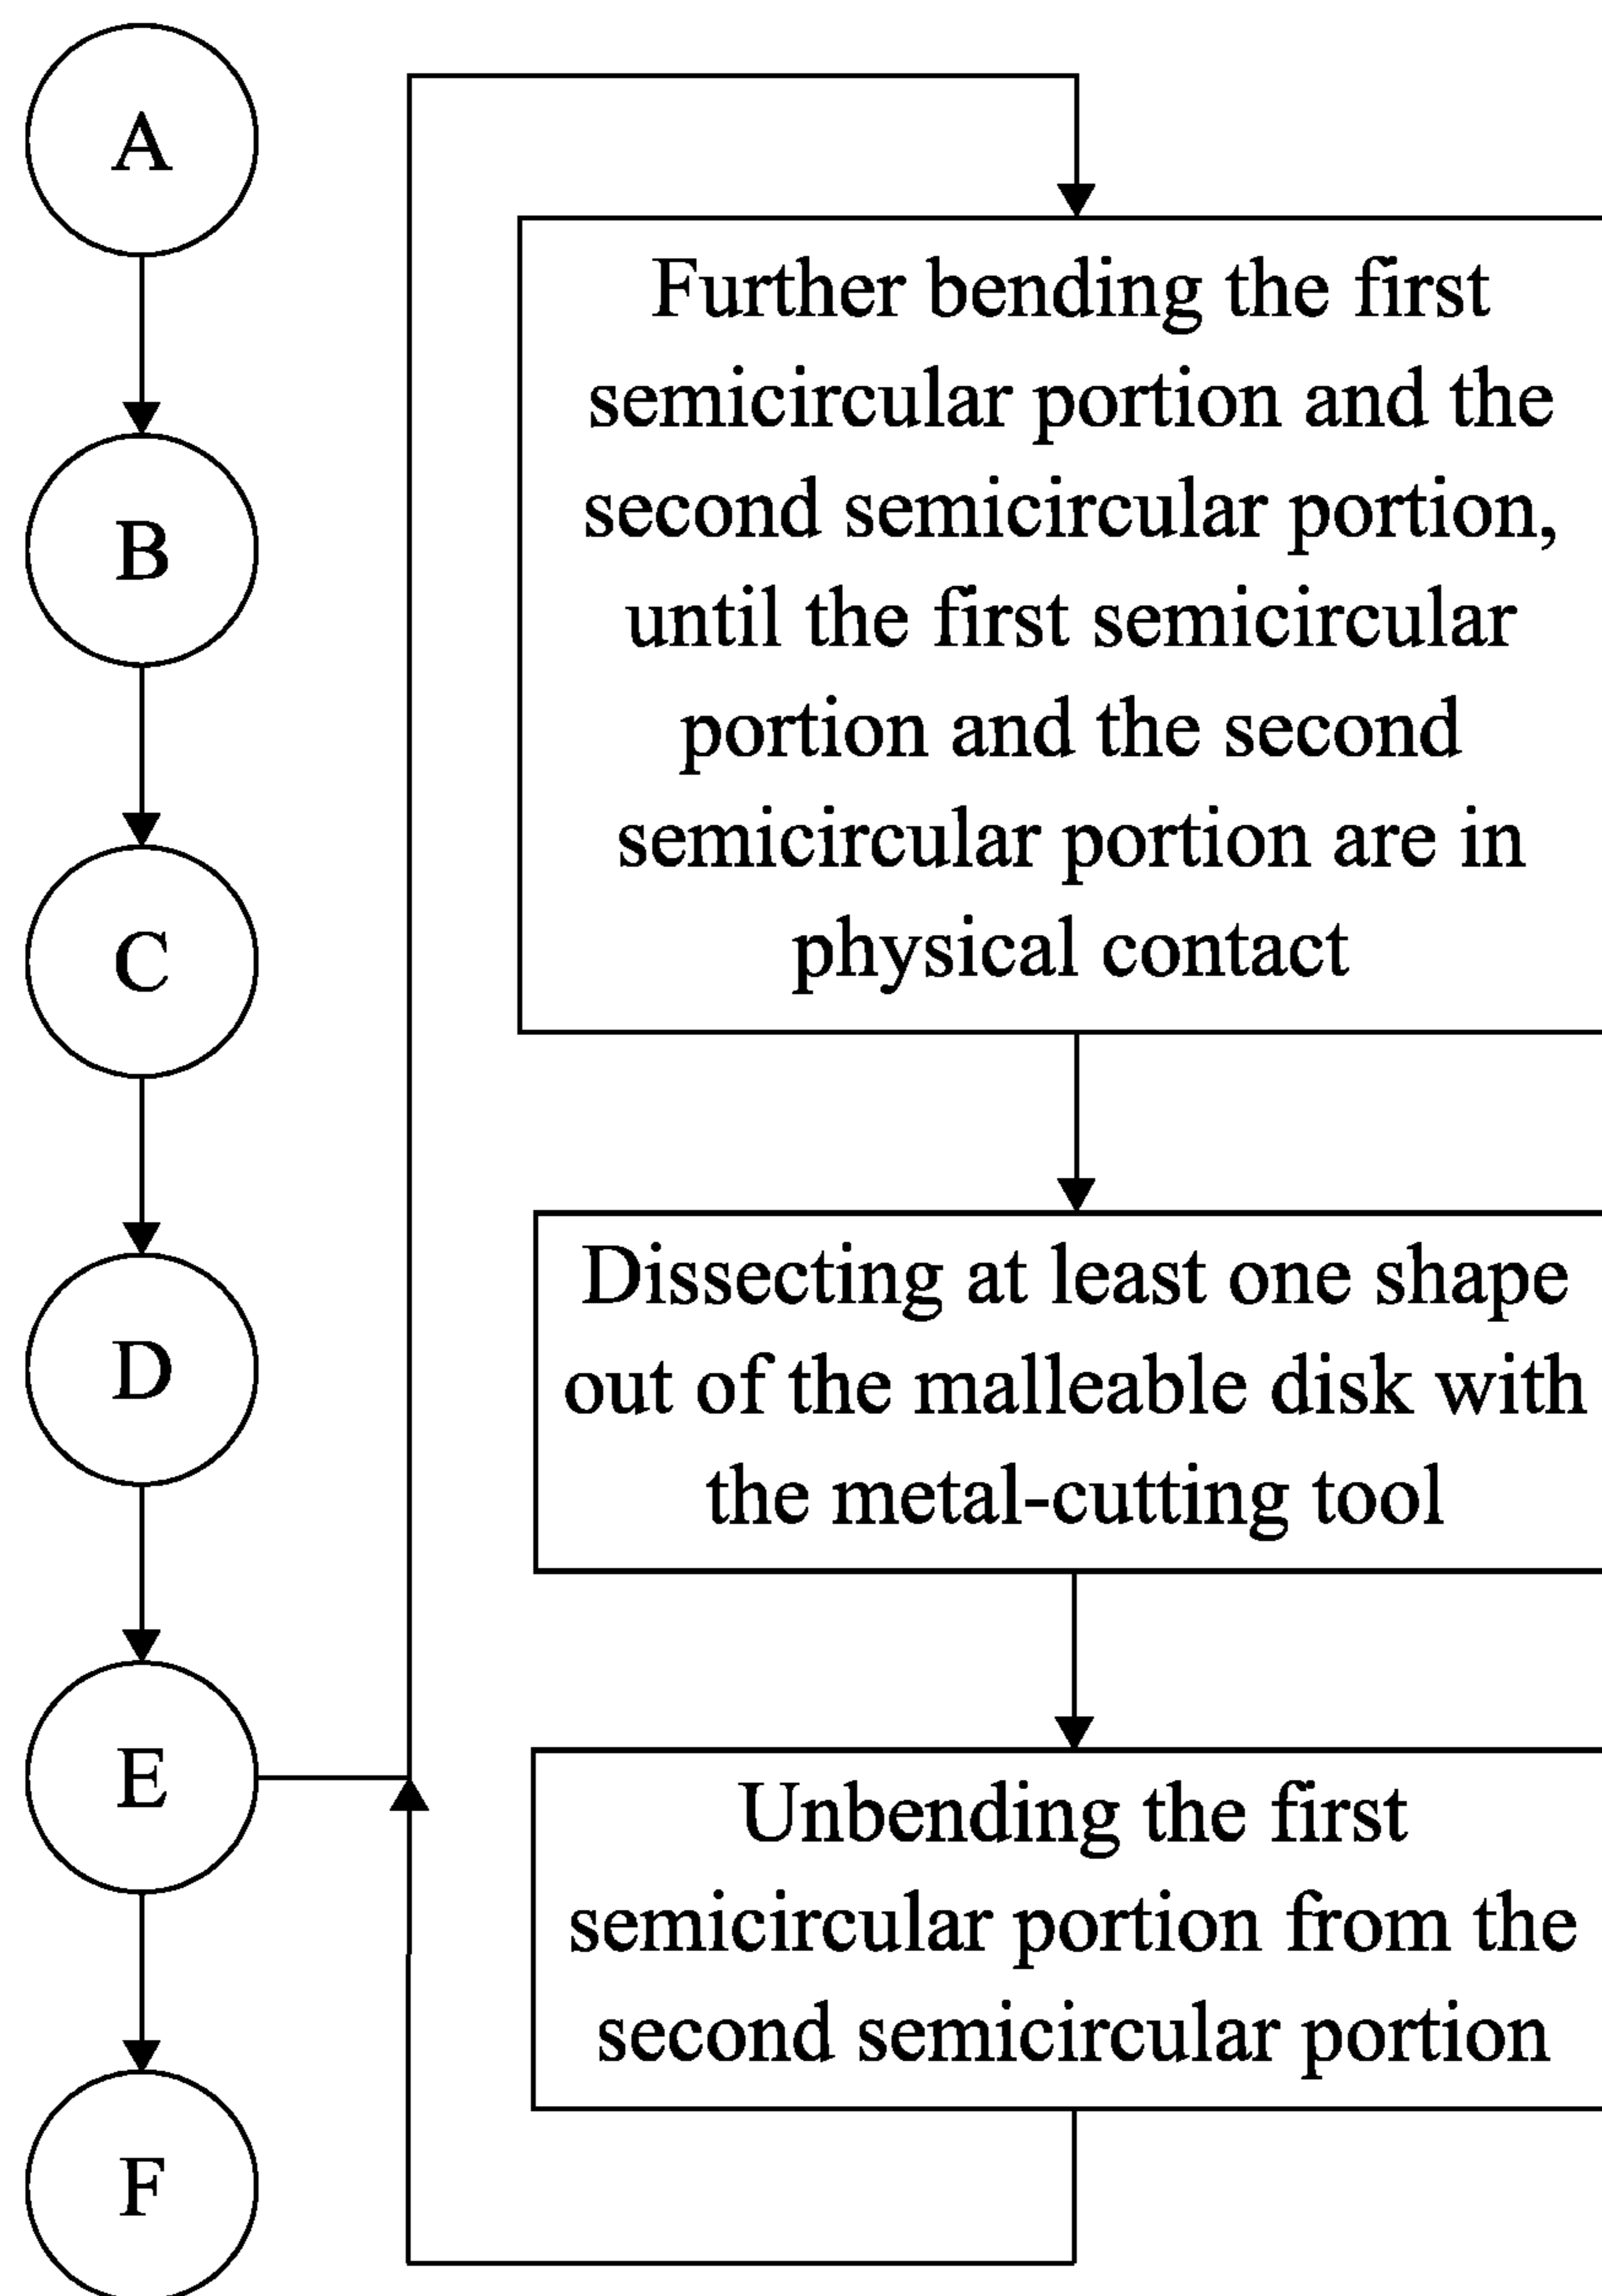 A
B
C
D
E
F
Further bending the first
semicircular portion and the
second semicircular portion,
until the first semicircular
portion and the second
semicircular portion are in
physical contact
Dissecting at least one shape
out of the malleable disk with
the metal-cutting tool
Unbending the first
semicircular portion from the
second semicircular portion